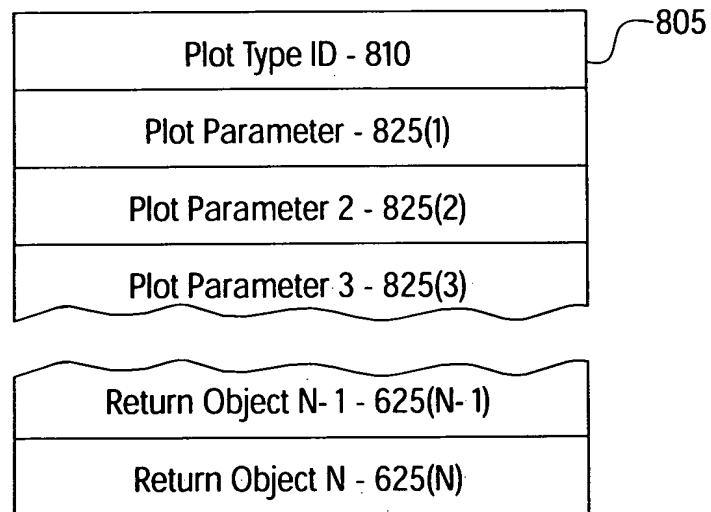 805
Plot Type ID - 810
Plot Parameter - 825(1)
Plot Parameter 2 - 825(2)
Plot Parameter 3 - 825(3)
Return Object N-1 - 625(N-1)
Return Object N - 625(N)